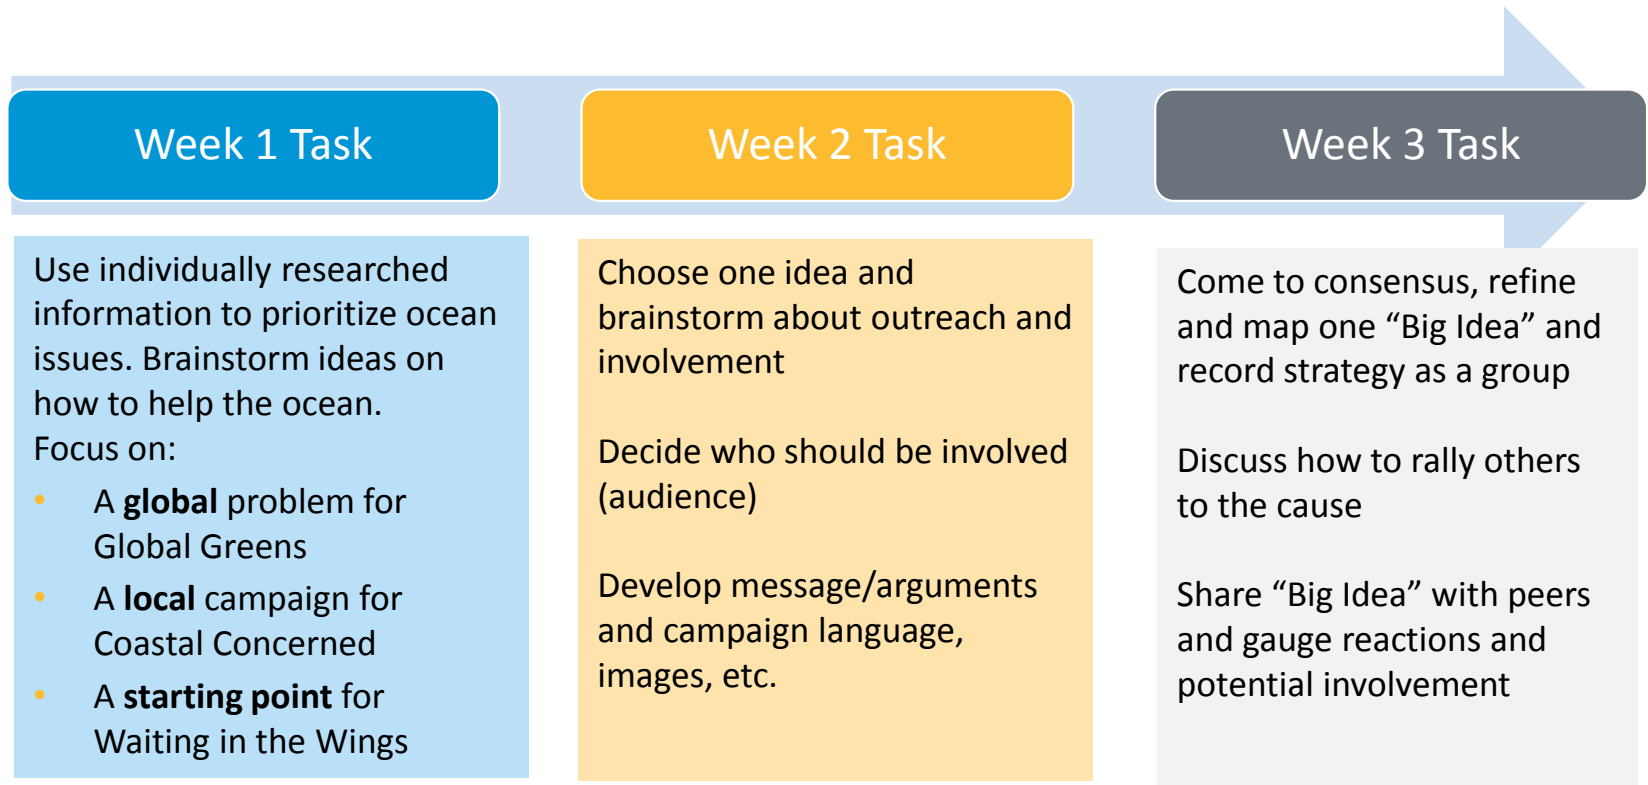 Week 1 Task
Week 2 Task
Week 3 Task
Use individually researched
information to prioritize ocean
issues. Brainstorm ideas on
how to help the ocean.
Focus on:
• A global problem for
Global Greens
• A local campaign for
Coastal Concerned
• A starting point for
Waiting in the Wings
Choose one idea and
brainstorm about outreach and
involvement
Decide who should be involved
(audience)
Develop message/arguments
and campaign language,
images, etc.
Come to consensus, refine
and map one “Big Idea” and
record strategy as a group
Discuss how to rally others
to the cause
Share “Big Idea” with peers
and gauge reactions and
potential involvement